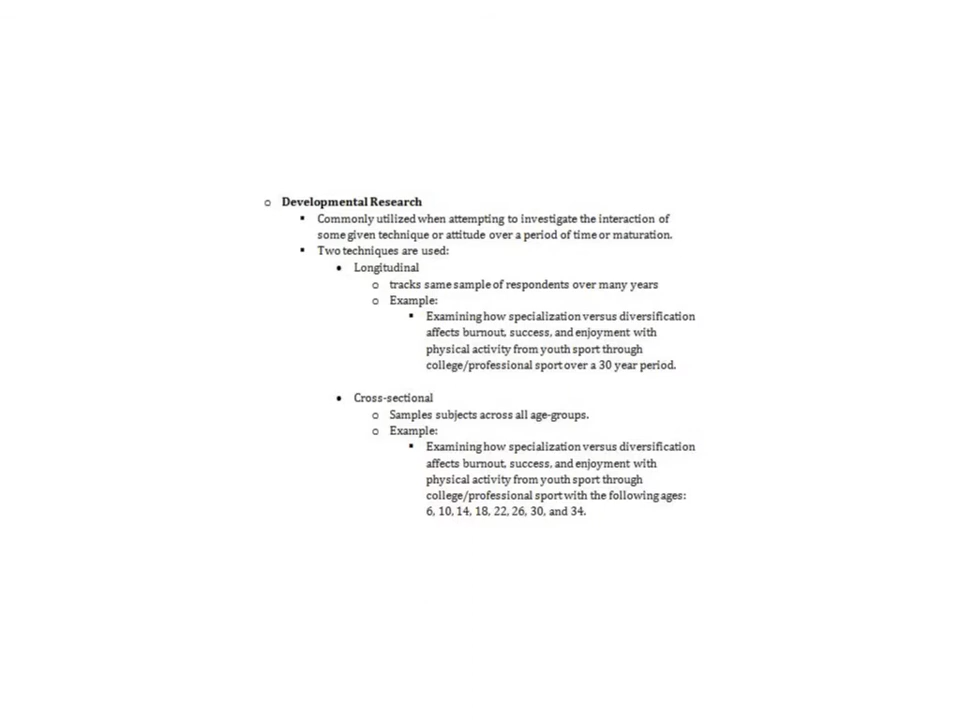 o Developmental Research
▪ Commonly utilized when attempting to investigate the interaction of
some given technique or attitude over a period of time or maturation.
▪ Two techniques are used:
• Longitudinal
o tracks same sample of respondents over many years
o Example:
▪ Examining how specialization versus diversification
affects burnout, success, and enjoyment with
physical activity from youth sport through
college/professional sport over a 30 year period.
• Cross-sectional
o Samples subjects across all age-groups.
o Example:
▪ Examining how specialization versus diversification
affects burnout, success, and enjoyment with
physical activity from youth sport through
college/professional sport with the following ages:
6, 10, 14, 18, 22, 26, 30, and 34.